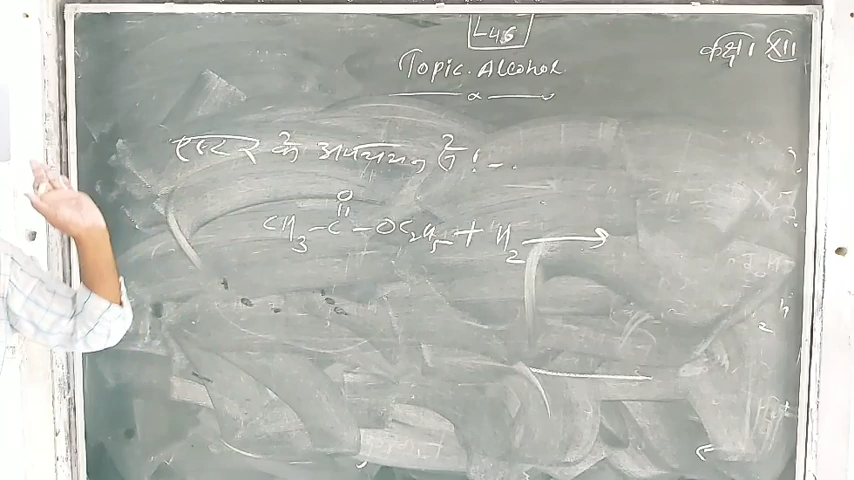 L46
कक्षा XII
Topic. Alcohol
एस्टर के अपचयन से :-
O
||
CH3-C-OC2H5 + H2 →